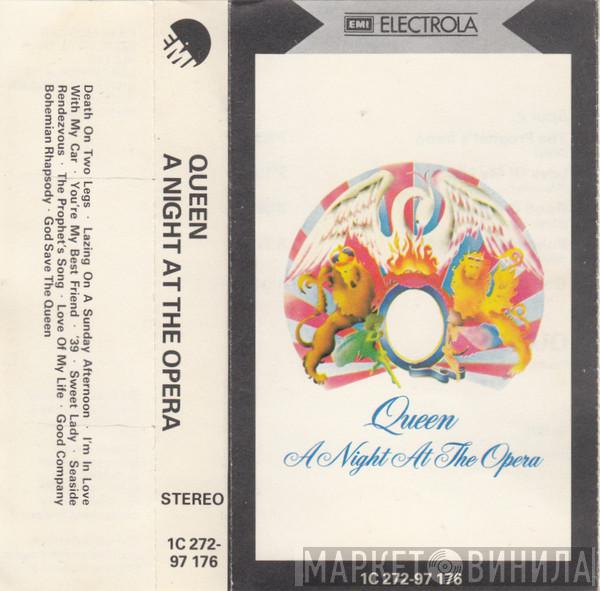 EMI
Death On Two Legs · Lazing On A Sunday Afternoon · I'm In Love
With My Car · You're My Best Friend · '39 · Sweet Lady · Seaside
Rendezvous · The Prophet's Song · Love Of My Life · Good Company
Bohemian Rhapsody · God Save The Queen
QUEEN
A NIGHT AT THE OPERA
STEREO
1C 272-
97 176
EMI ELECTROLA
Queen
A Night At The Opera
1C 272-97 176
МАРКЕТ ВИНИЛА